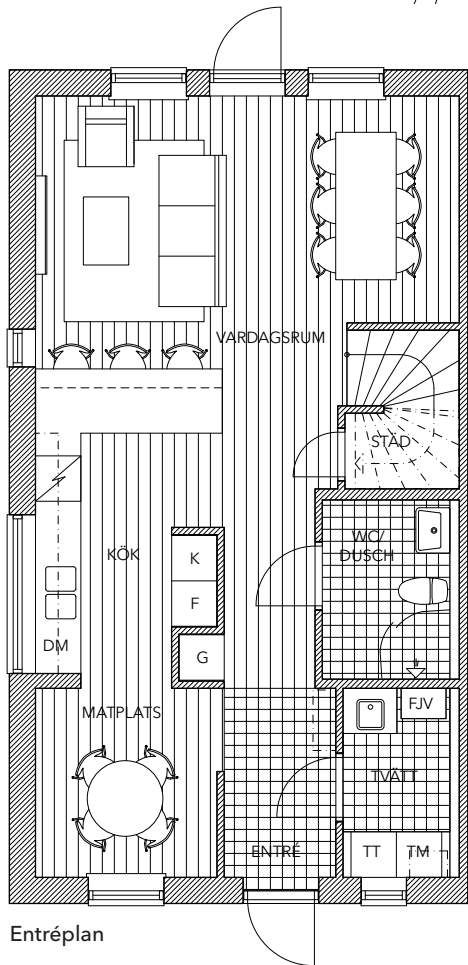 VARDAGSRUM
STÄD
WC/
DUSCH
KÖK
K
F
DM
G
FJV
MATPLATS
TVÄTT
ENTRÉ
TT
TM
Entréplan